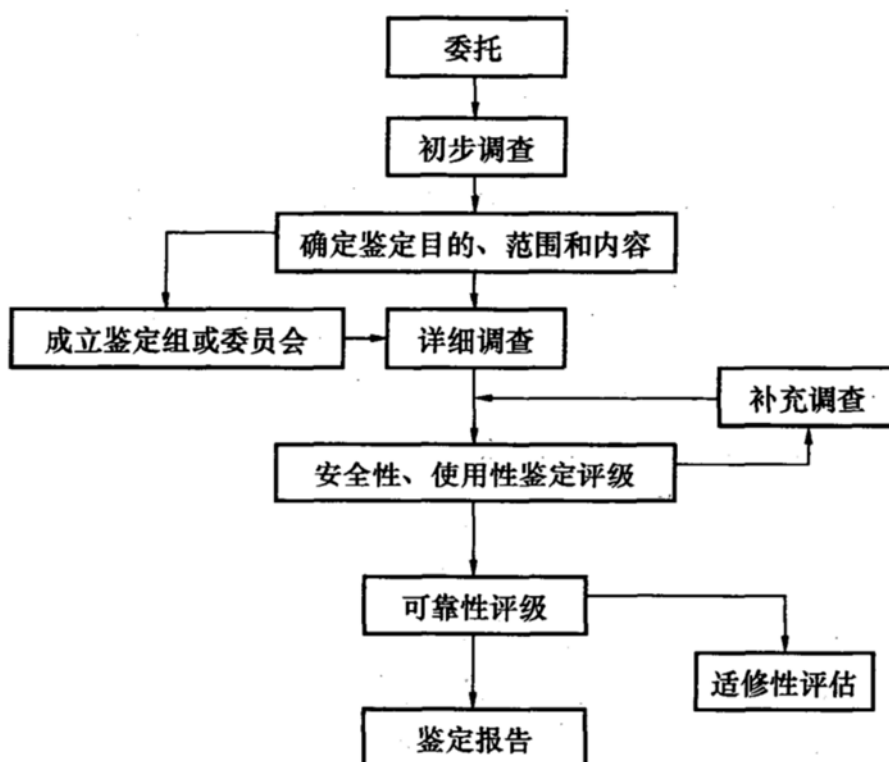 委托
初步调查
确定鉴定目的、范围和内容
成立鉴定组或委员会
详细调查
补充调查
安全性、使用性鉴定评级
可靠性评级
适修性评估
鉴定报告